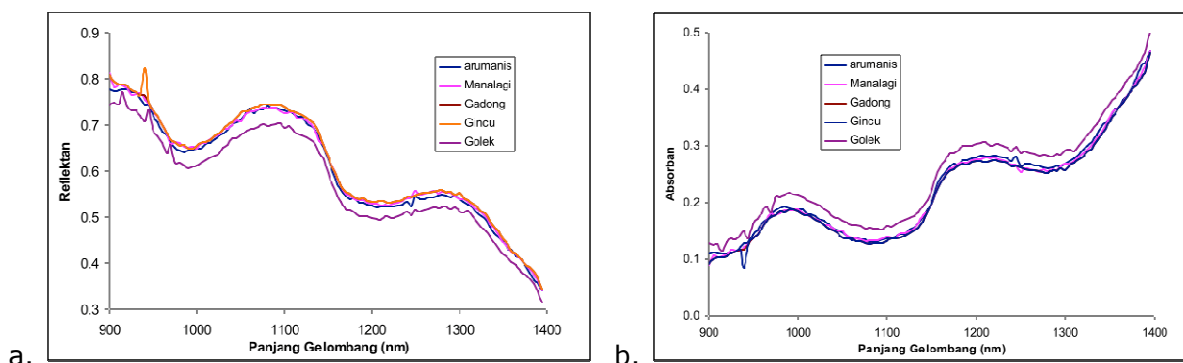 0.9
0.8
0.7
0.6
0.5
0.4
0.3
Reflektan
900 1000 1100 1200 1300 1400
Panjang Gelombang (nm)
arumanis
Manalagi
Gadong
Gincu
Golek
a.
0.5
0.4
0.3
0.2
0.1
0.0
Absorban
900 1000 1100 1200 1300 1400
Panjang Gelombang (nm)
arumanis
Manalagi
Gadong
Gincu
Golek
b.